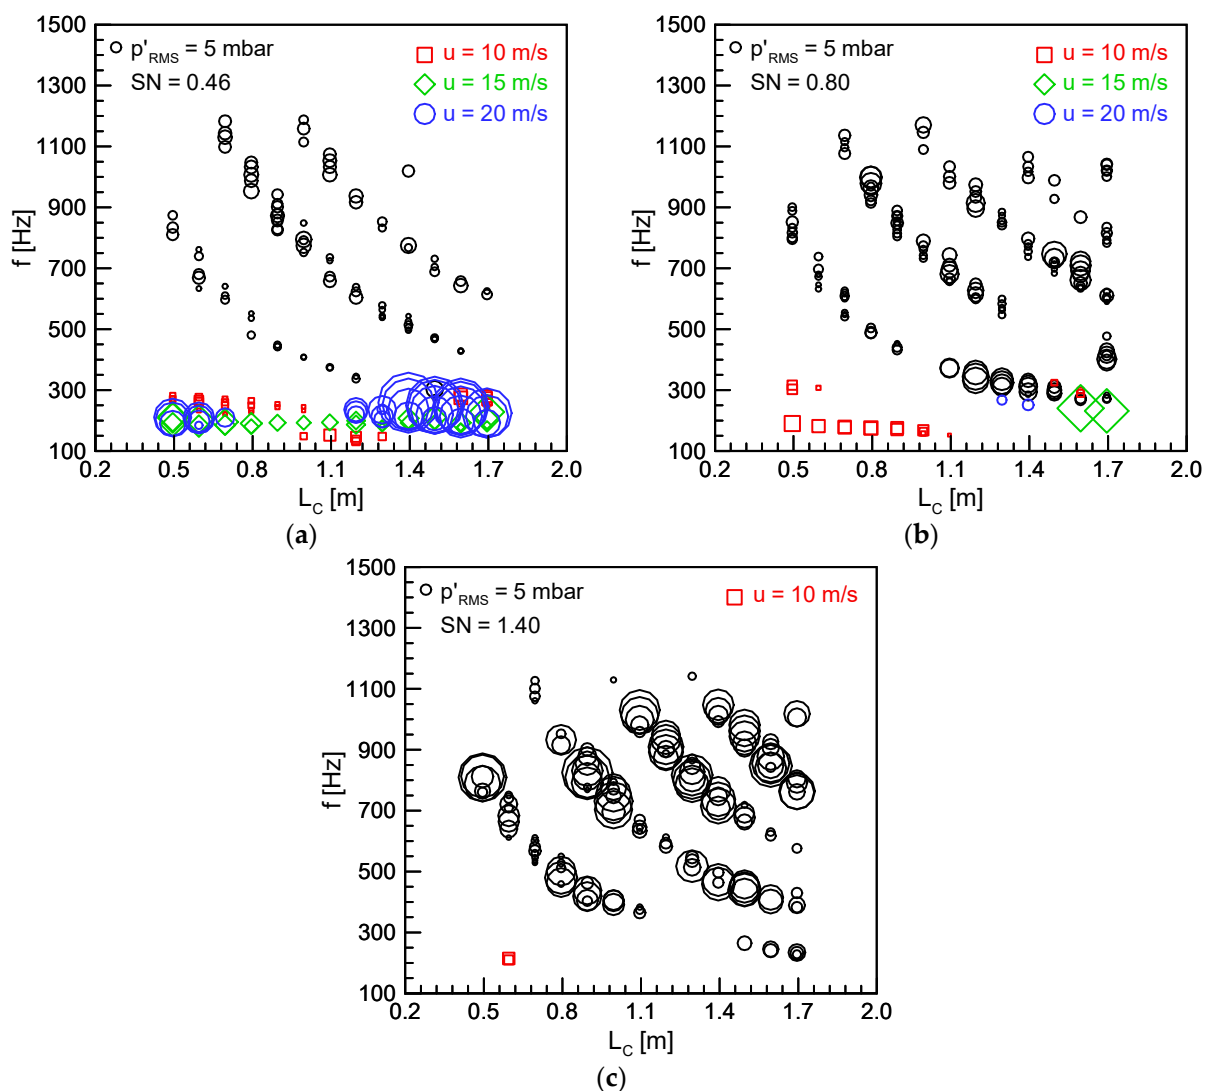 1500
1300
1100
900
700
500
300
100
f [Hz]
p'RMS = 5 mbar
SN = 0.46
u = 10 m/s
u = 15 m/s
u = 20 m/s
0.2 0.5 0.8 1.1 1.4 1.7 2.0
LC [m]
(a)
1500
1300
1100
900
700
500
300
100
f [Hz]
p'RMS = 5 mbar
SN = 0.80
u = 10 m/s
u = 15 m/s
u = 20 m/s
0.2 0.5 0.8 1.1 1.4 1.7 2.0
LC [m]
(b)
1500
1300
1100
900
700
500
300
100
f [Hz]
p'RMS = 5 mbar
SN = 1.40
u = 10 m/s
0.2 0.5 0.8 1.1 1.4 1.7 2.0
LC [m]
(c)